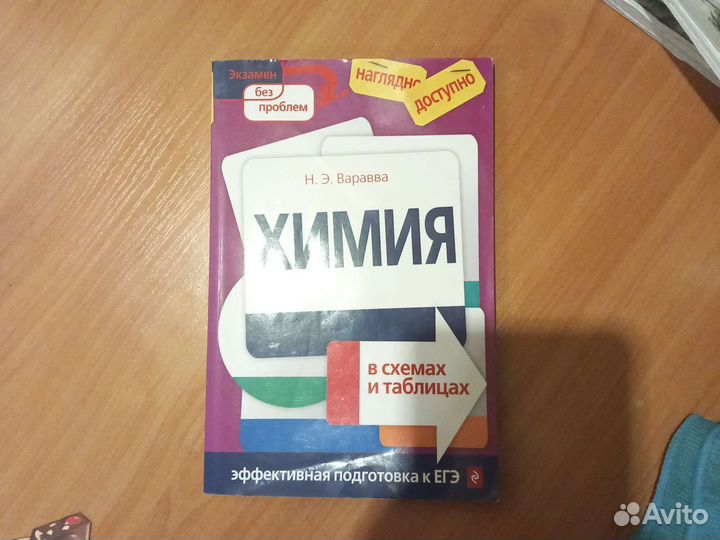 Экзамен
без
проблем
наглядно
доступно
Н. Э. Варавва
ХИМИЯ
в схемах
и таблицах
эффективная подготовка к ЕГЭ
Avito